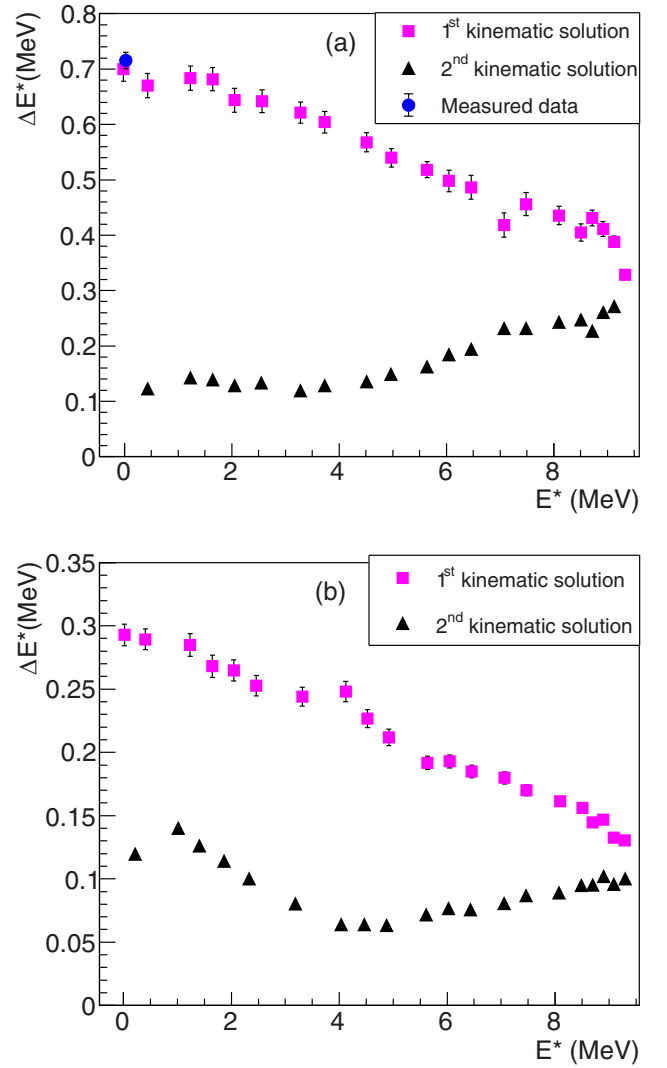 0.8
0.7
0.6
0.5
0.4
0.3
0.2
0.1
0
ΔE*(MeV)
(a)
1st kinematic solution
2nd kinematic solution
Measured data
0 2 4 6 8
E* (MeV)
0.35
0.3
0.25
0.2
0.15
0.1
0.05
0
ΔE*(MeV)
(b)
1st kinematic solution
2nd kinematic solution
0 2 4 6 8
E* (MeV)